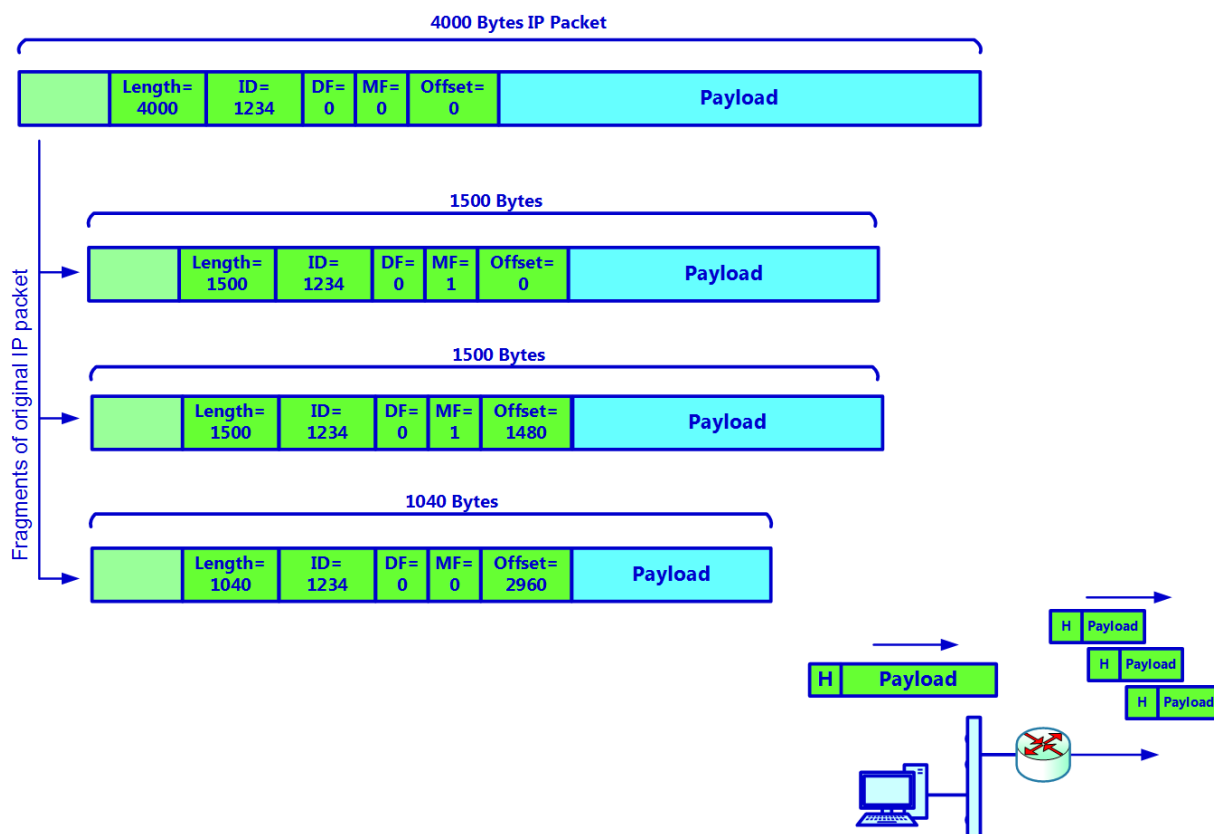 4000 Bytes IP Packet
Length= ID= DF= MF= Offset= Payload
4000 1234 0 0 0
1500 Bytes
Length= ID= DF= MF= Offset= Payload
1500 1234 0 1 0
1500 Bytes
Length= ID= DF= MF= Offset= Payload
1500 1234 0 1 1480
1040 Bytes
Length= ID= DF= MF= Offset= Payload
1040 1234 0 0 2960
Fragments of original IP packet
H Payload
H Payload
H Payload
H Payload